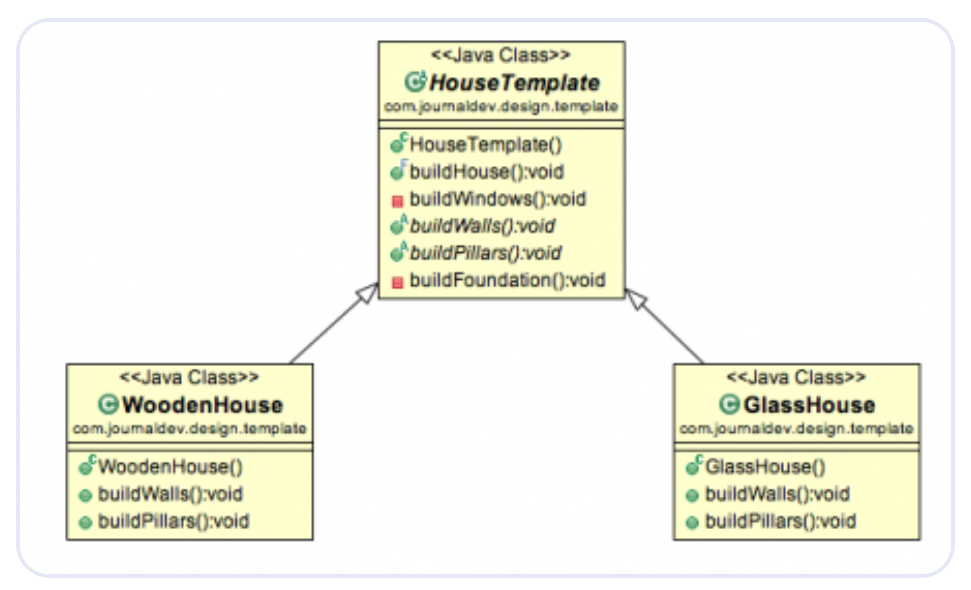 <<Java Class>>
HouseTemplate
com.journaldev.design.template
HouseTemplate()
buildHouse():void
buildWindows():void
buildWalls():void
buildPillars():void
buildFoundation():void
<<Java Class>>
WoodenHouse
com.journaldev.design.template
WoodenHouse()
buildWalls():void
buildPillars():void
<<Java Class>>
GlassHouse
com.journaldev.design.template
GlassHouse()
buildWalls():void
buildPillars():void